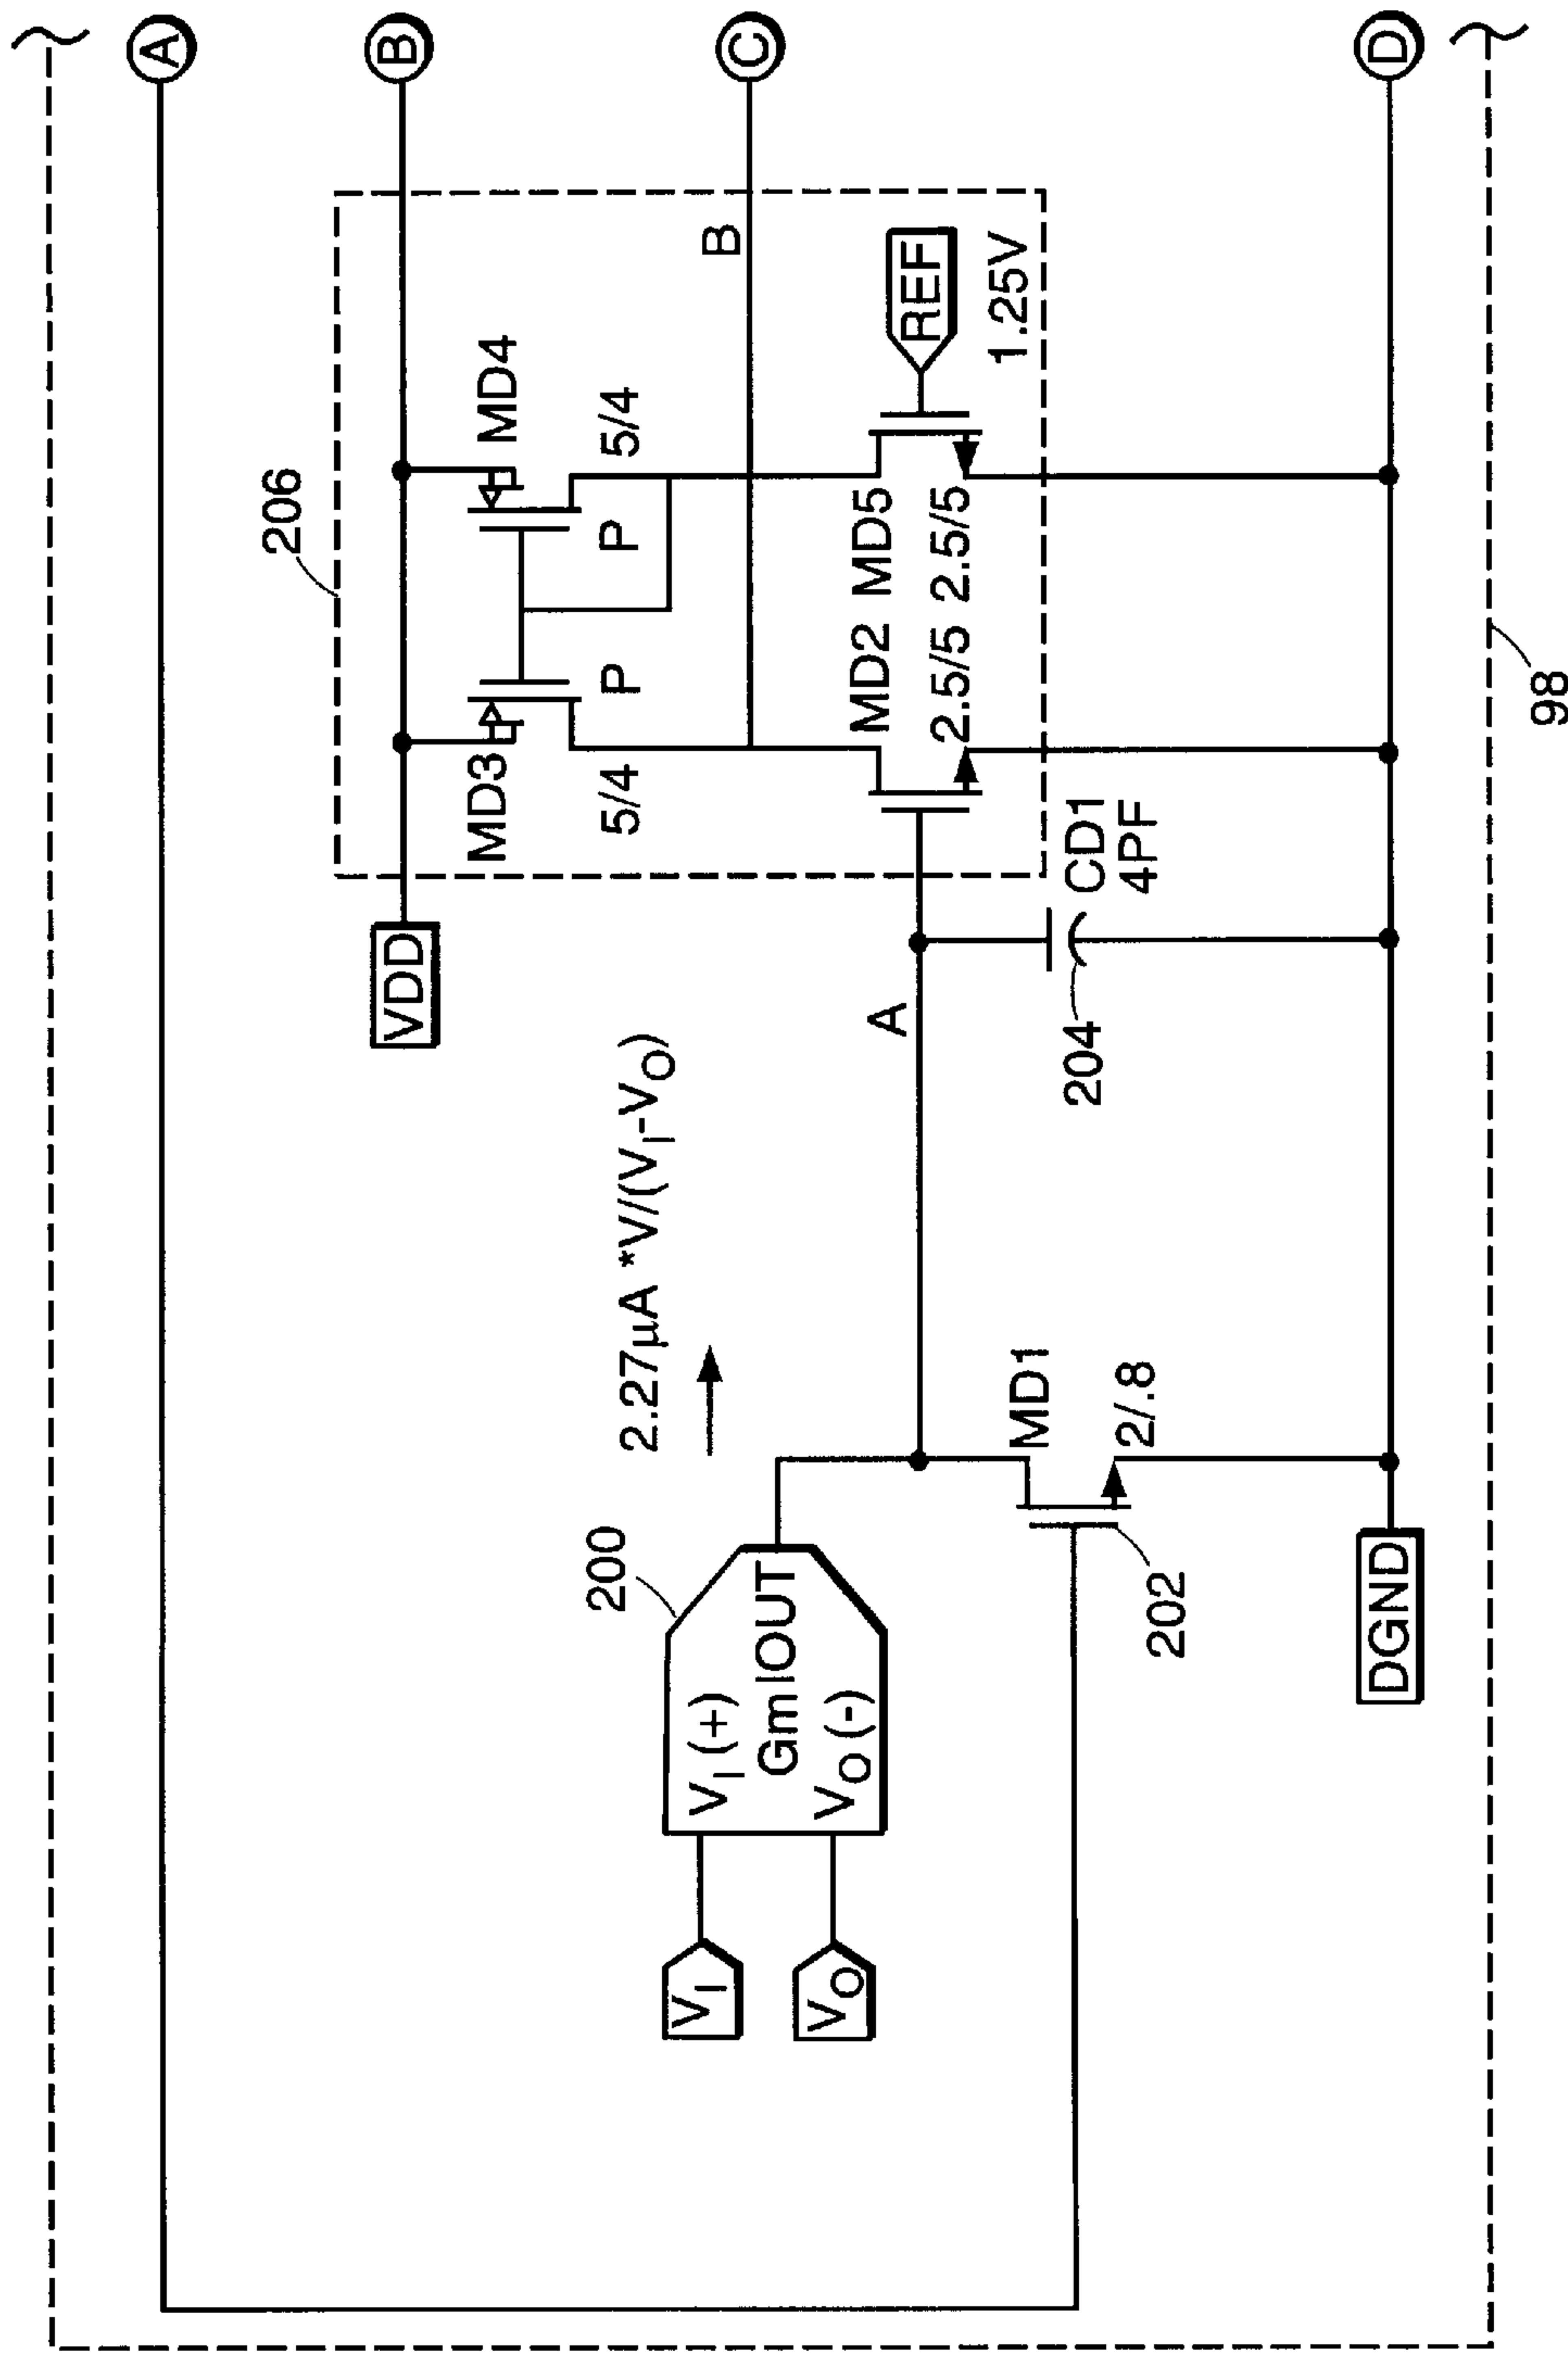 A
B
C
D
206
MD3
MD4
5/4
P
P
5/4
B
VDD
MD2 MD5
2.5/5 2.5/5
REF
1.25V
2.27µA *V/(VI-VO)
A
CD1
4PF
204
200
VI
VO
VI (+)
GmIOUT
VO (-)
MD1
2/.8
202
DGND
98